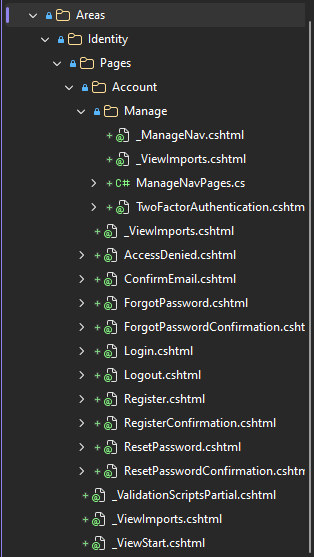 Areas
Identity
Pages
Account
Manage
_ManageNav.cshtml
_ViewImports.cshtml
C# ManageNavPages.cs
TwoFactorAuthentication.cshtm
_ViewImports.cshtml
AccessDenied.cshtml
ConfirmEmail.cshtml
ForgotPassword.cshtml
ForgotPasswordConfirmation.cshtm
Login.cshtml
Logout.cshtml
Register.cshtml
RegisterConfirmation.cshtml
ResetPassword.cshtml
ResetPasswordConfirmation.cshtm
_ValidationScriptsPartial.cshtml
_ViewImports.cshtml
_ViewStart.cshtml